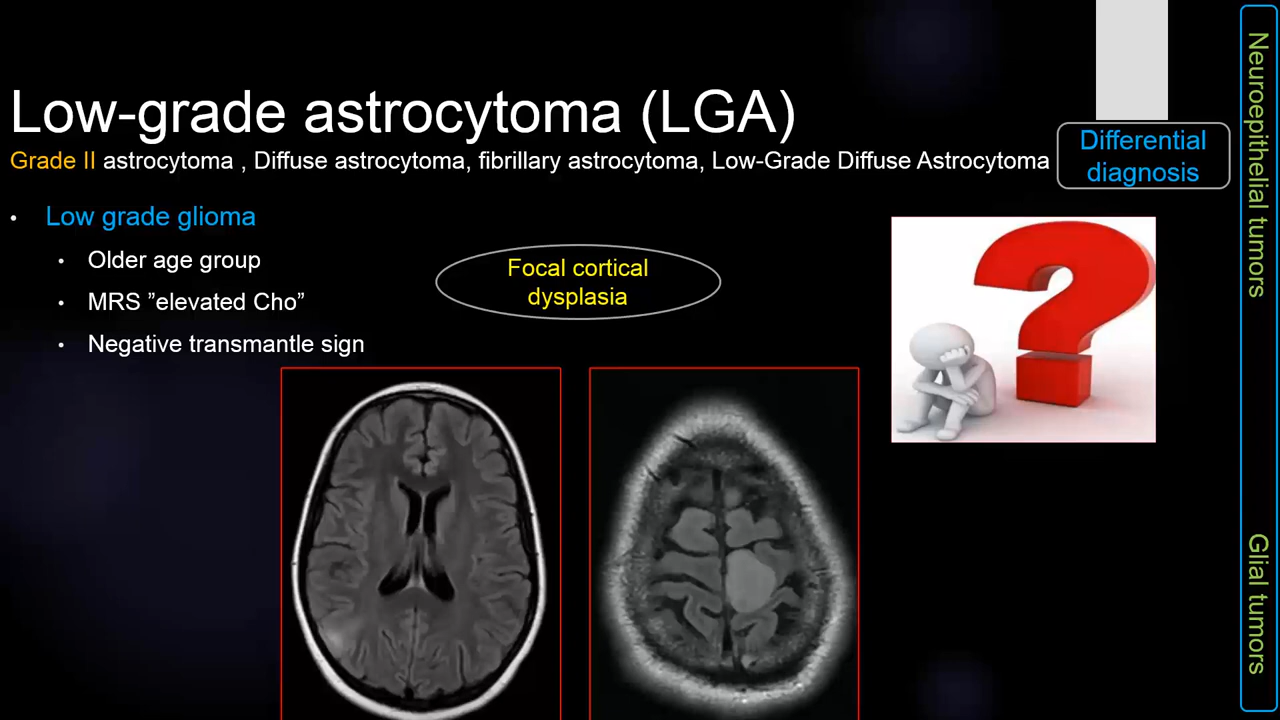 Low-grade astrocytoma (LGA)
Grade II astrocytoma , Diffuse astrocytoma, fibrillary astrocytoma, Low-Grade Diffuse Astrocytoma
Differential
diagnosis
• Low grade glioma
• Older age group
• MRS ”elevated Cho”
• Negative transmantle sign
Focal cortical
dysplasia
?
Neuroepithelial tumors
Glial tumors